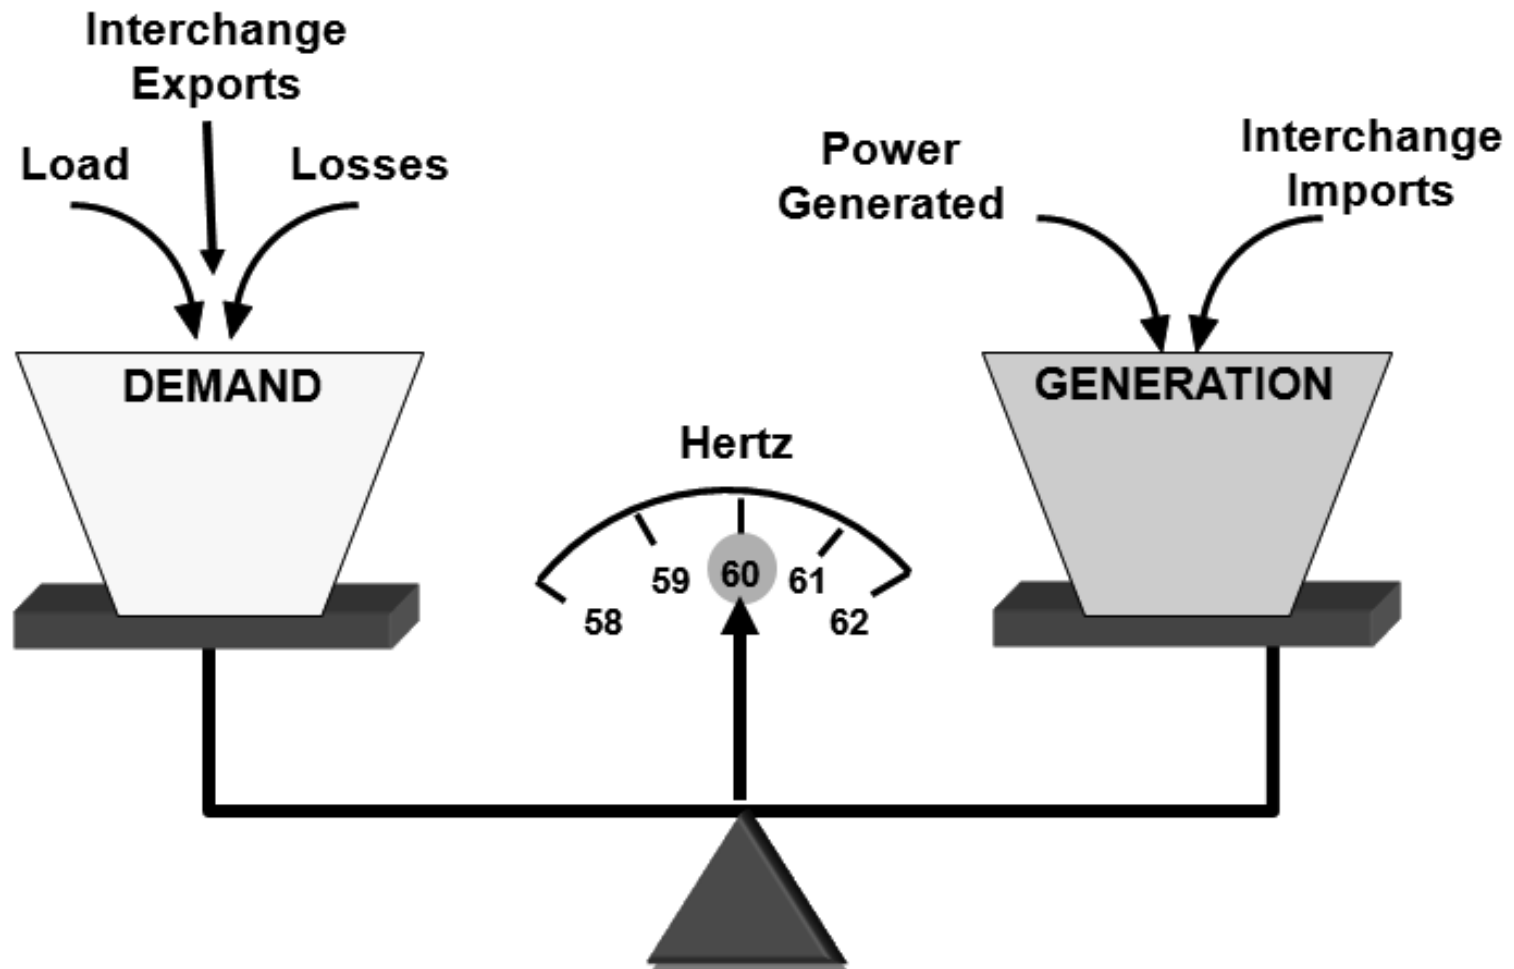 Interchange
Exports
Load
Losses
DEMAND
Power
Generated
Interchange
Imports
GENERATION
Hertz
58
59
60
61
62